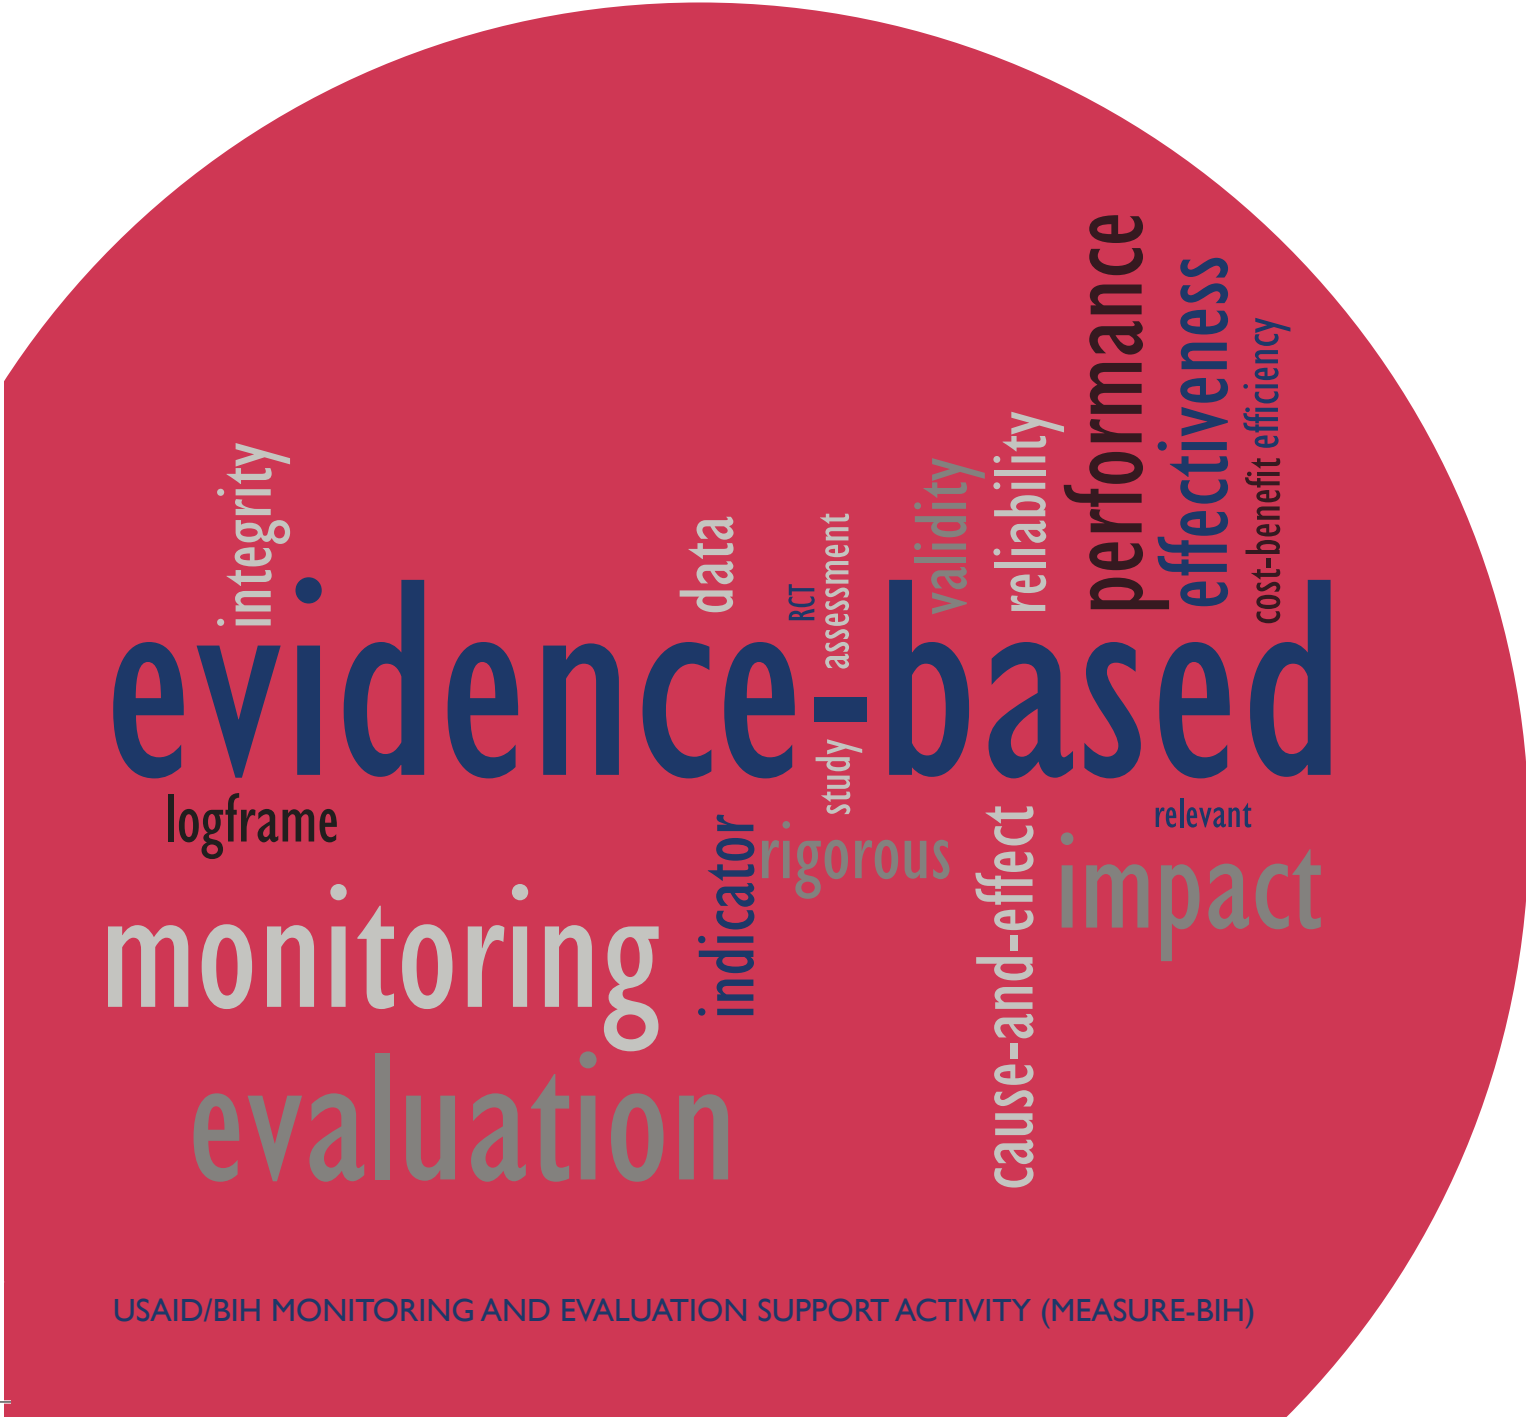 performance
effectiveness
efficiency
cost-benefit
integrity
data
RCT
assessment
validity
reliability
evidence-based
study
logframe
relevant
indicator
rigorous
cause-and-effect
impact
monitoring
evaluation
USAID/BIH MONITORING AND EVALUATION SUPPORT ACTIVITY (MEASURE-BIH)